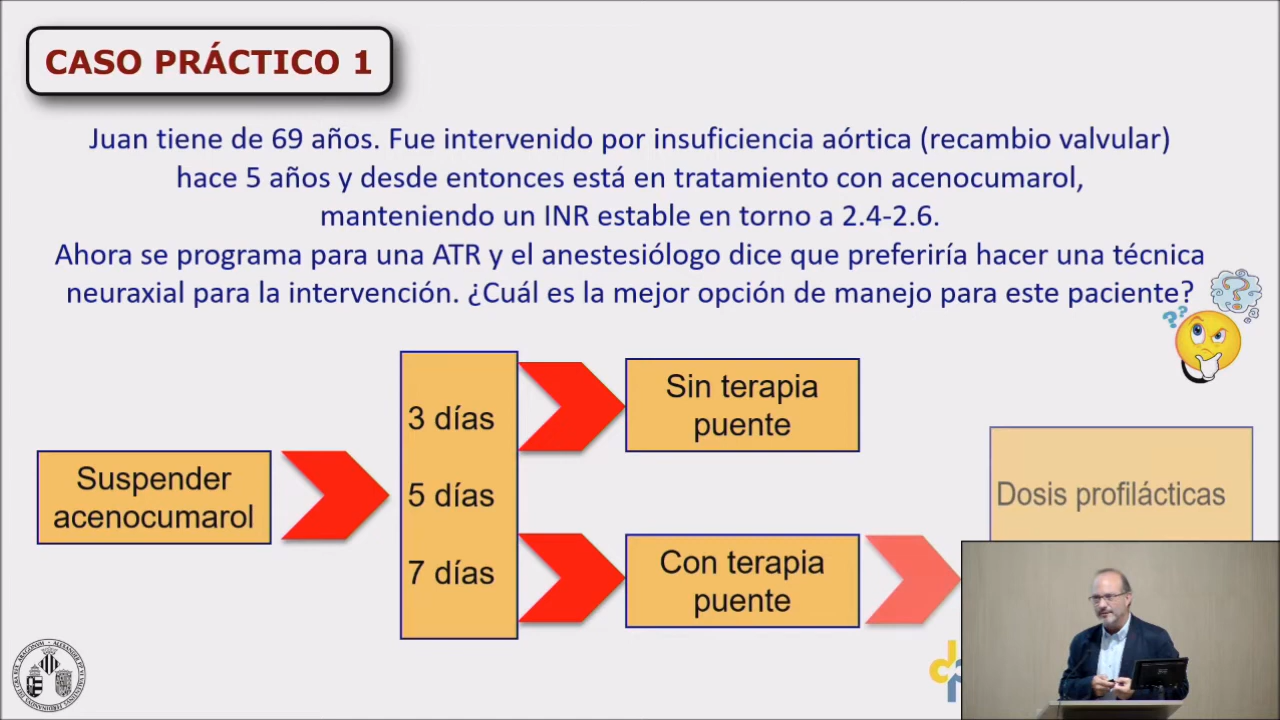 CASO PRÁCTICO 1
Juan tiene de 69 años. Fue intervenido por insuficiencia aórtica (recambio valvular)
hace 5 años y desde entonces está en tratamiento con acenocumarol,
manteniendo un INR estable en torno a 2.4-2.6.
Ahora se programa para una ATR y el anestesiólogo dice que preferiría hacer una técnica
neuraxial para la intervención. ¿Cuál es la mejor opción de manejo para este paciente?
Suspender
acenocumarol
3 días
5 días
7 días
Sin terapia
puente
Con terapia
puente
Dosis profilácticas